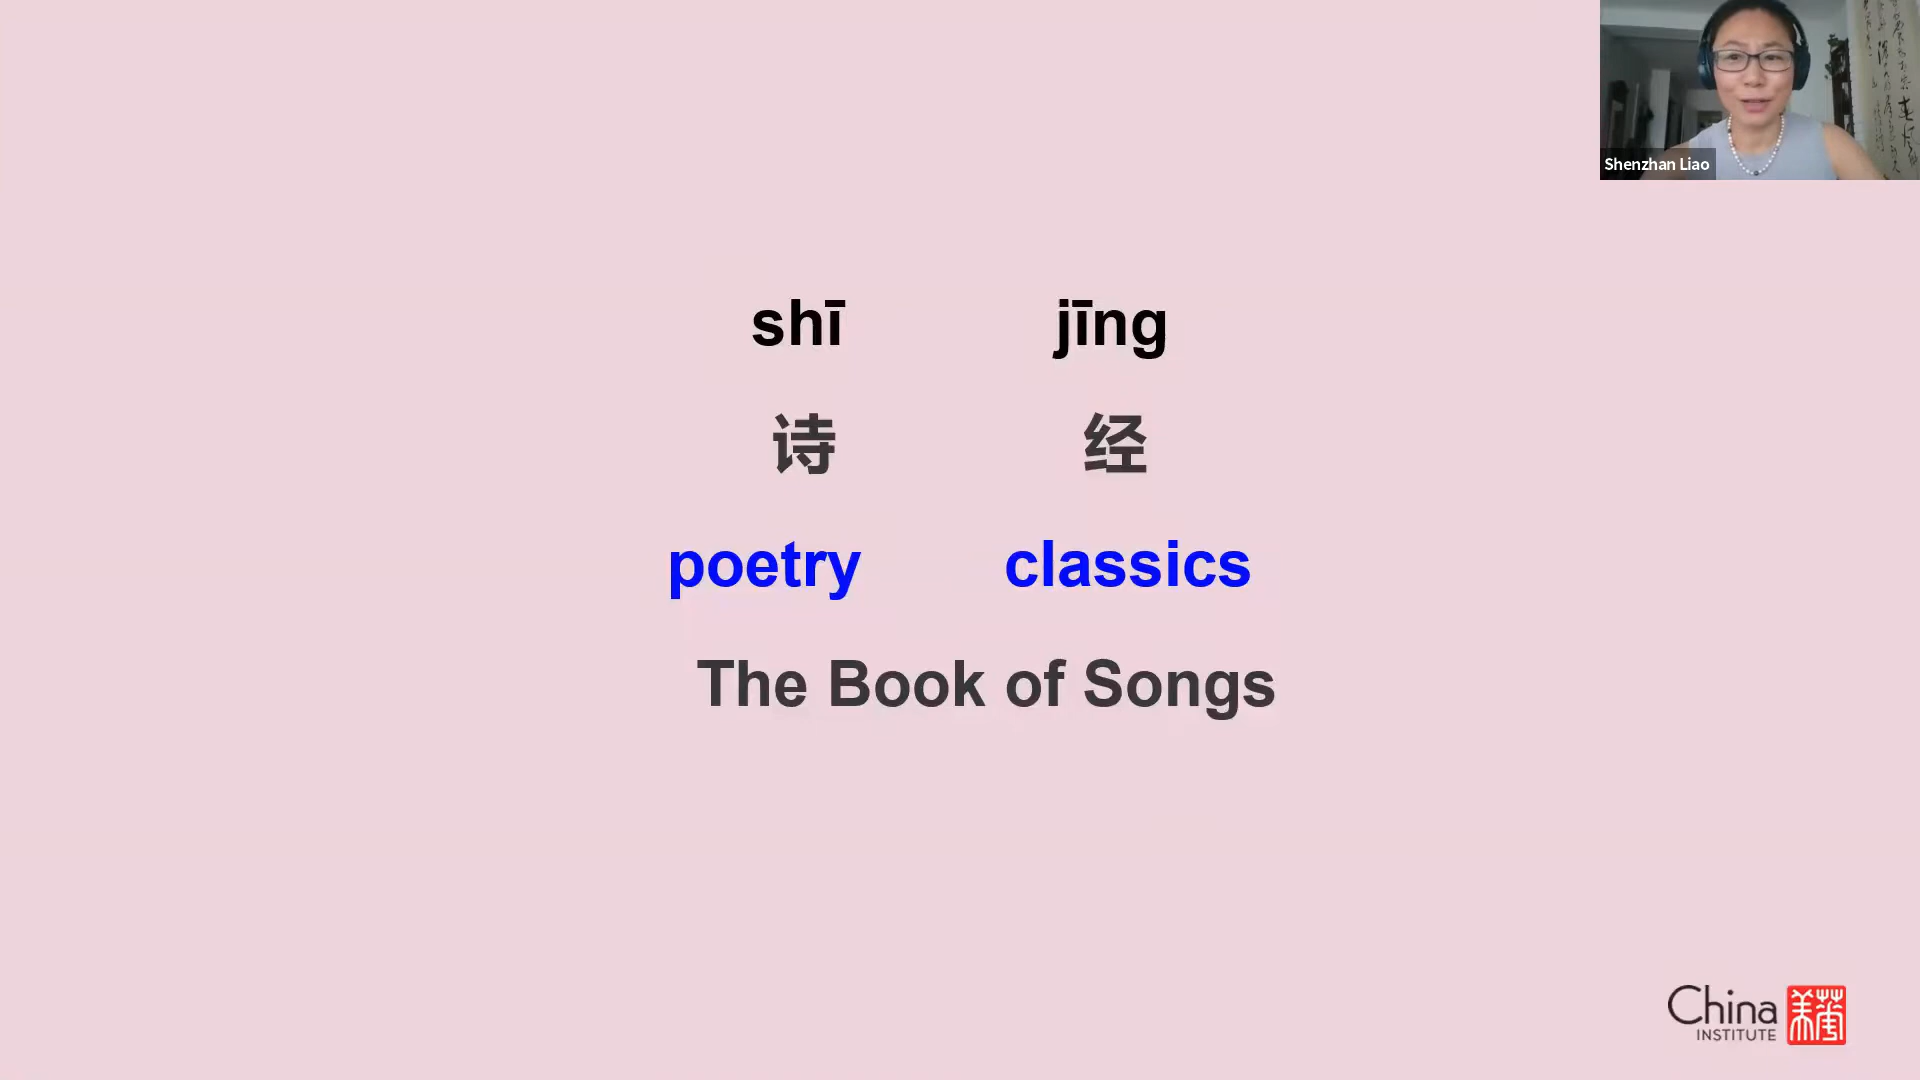 Shenzhan Liao
shī jīng
诗 经
poetry classics
The Book of Songs
China
INSTITUTE